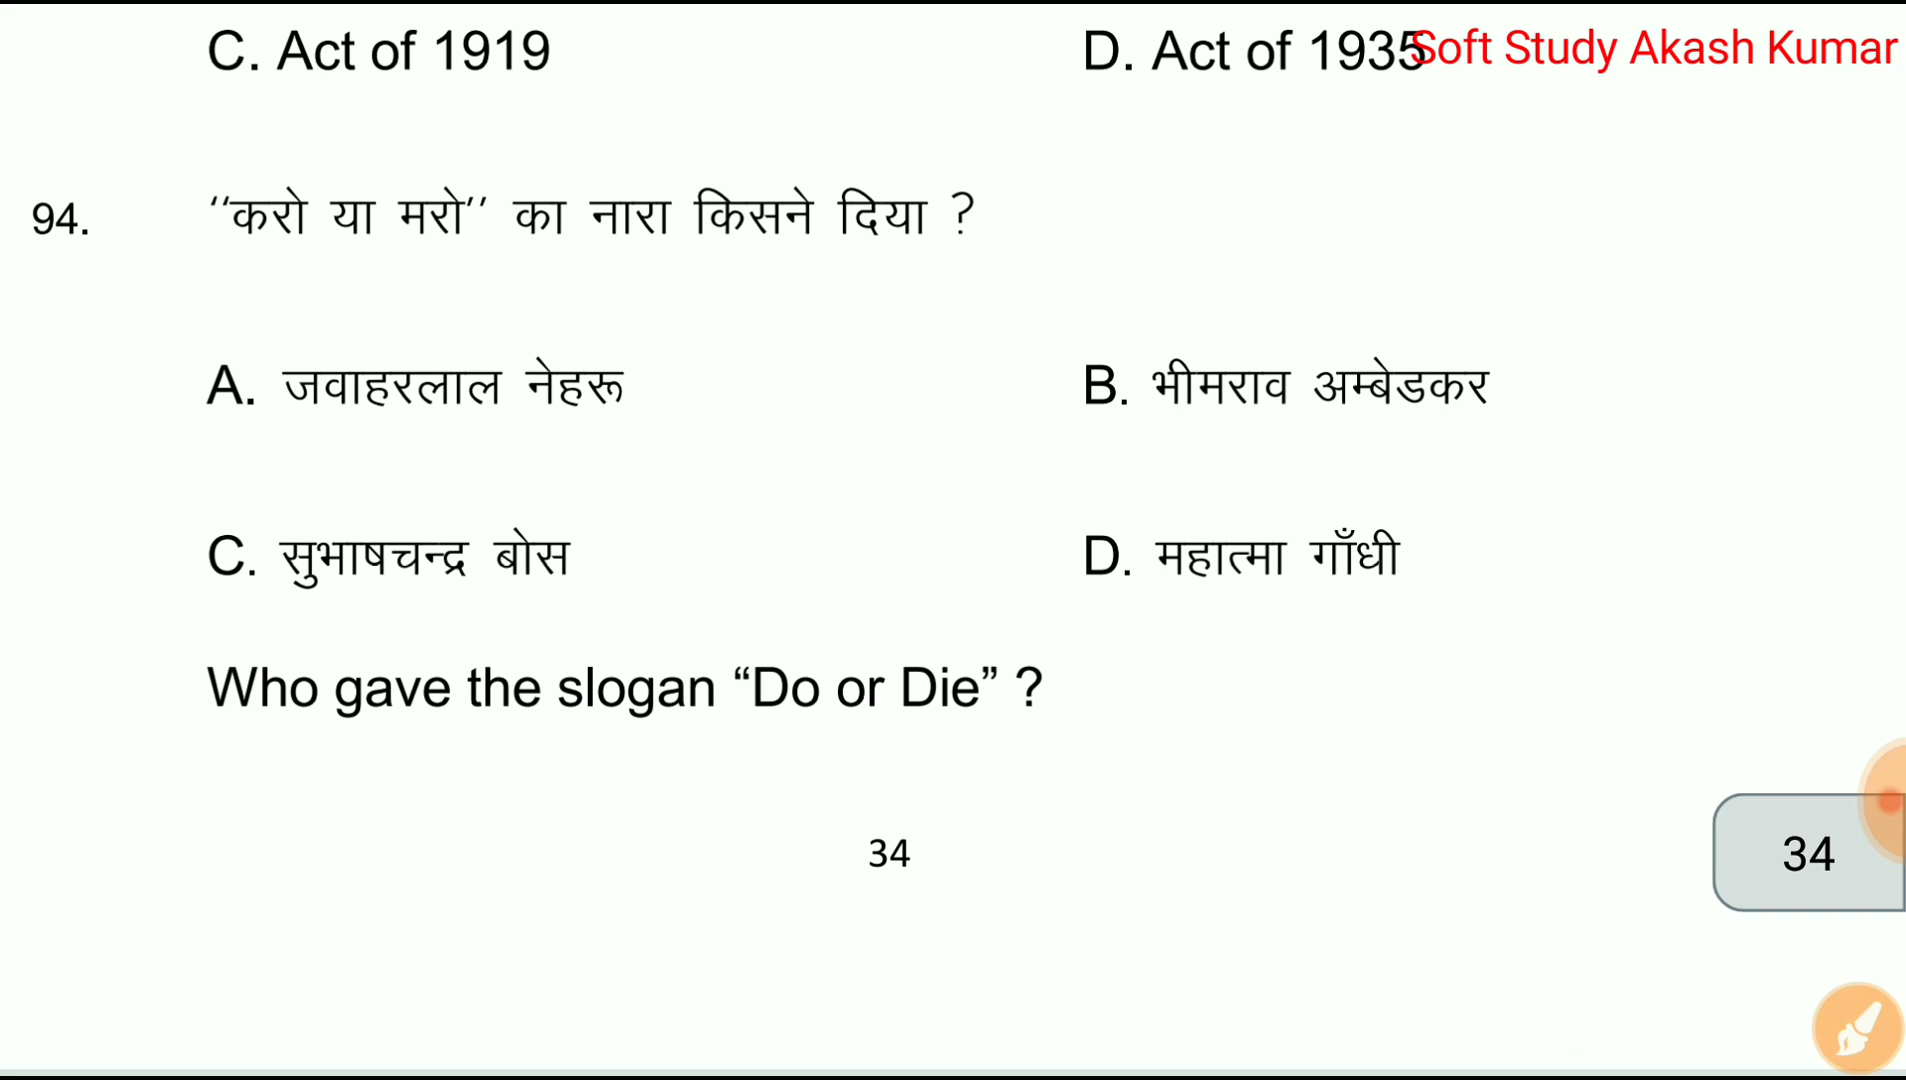 C. Act of 1919 D. Act of 1935 Soft Study Akash Kumar
94. ‘‘करो या मरो’’ का नारा किसने दिया ?
A. जवाहरलाल नेहरू B. भीमराव अम्बेडकर
C. सुभाषचन्द्र बोस D. महात्मा गाँधी
Who gave the slogan “Do or Die” ?
34
34